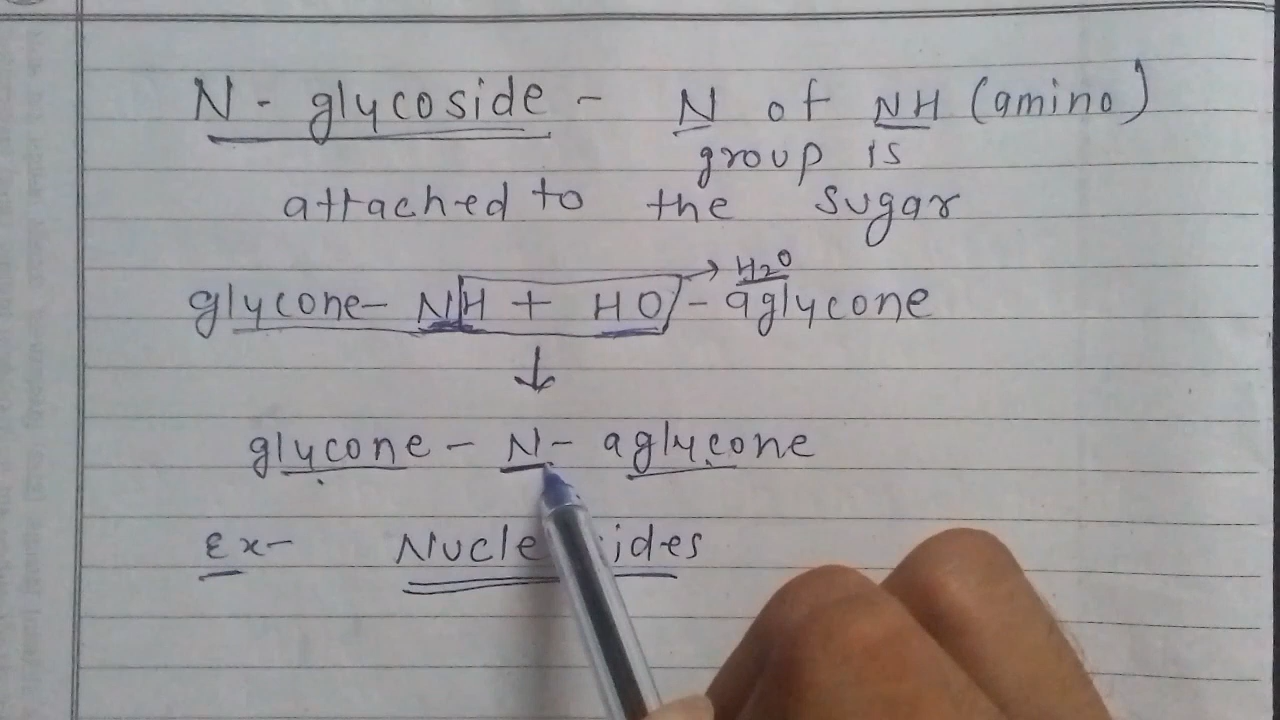 N - glycoside - N of NH (amino)
group is
attached to the sugar
→ H2O
glycone - NH + HO - aglycone
↓
glycone - N - aglycone
Ex -